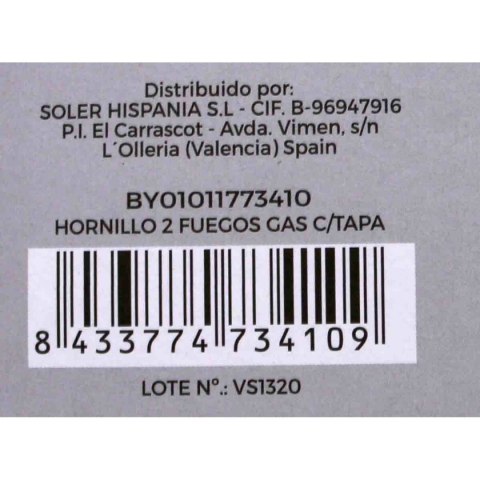 Distribuido por:
SOLER HISPANIA S.L - CIF. B-96947916
P.I. El Carrascot - Avda. Vimen, s/n
L´Olleria (Valencia) Spain
BY01011773410
HORNILLO 2 FUEGOS GAS C/TAPA
8 433774 734109
LOTE Nº.: VS1320